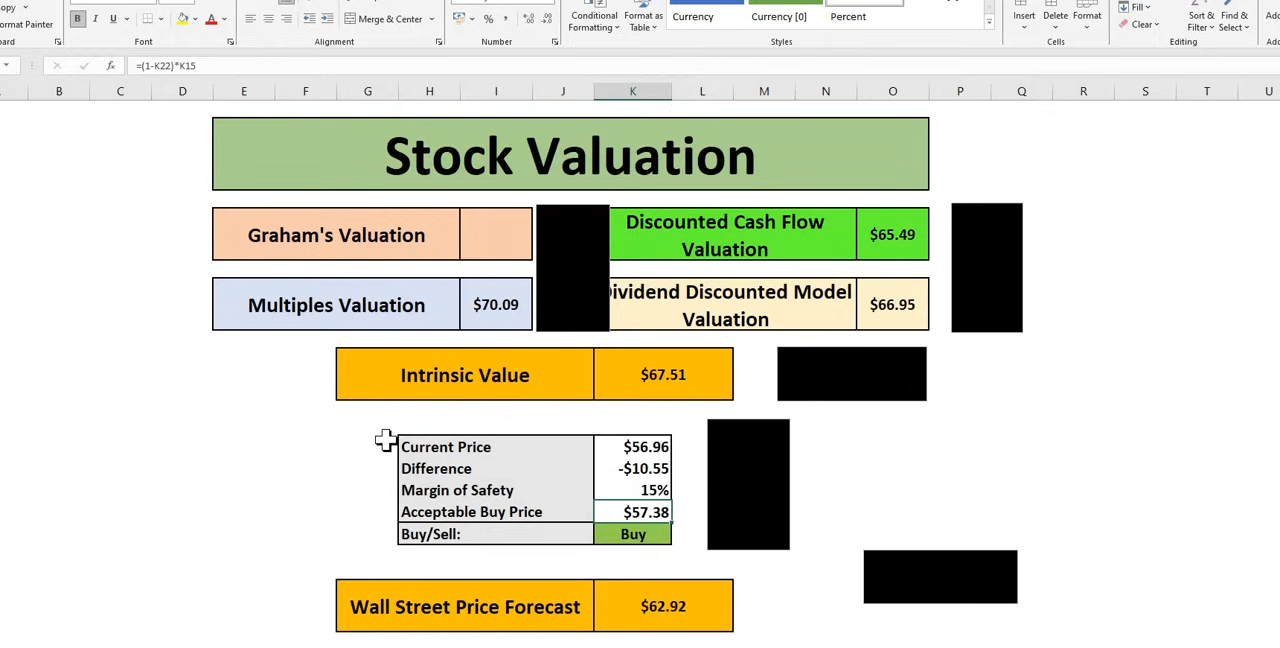 Copy
Format Painter
Merge & Center
%
Conditional Formatting
Format as Table
Currency
Currency [0]
Percent
Insert
Delete
Format
Fill
Clear
Sort & Filter
Find & Select
Font
Alignment
Number
Styles
Cells
Editing
fx =(1-K22)*K15
B C D E F G H I J K L M N O P Q R S T U
Stock Valuation
Graham's Valuation
Discounted Cash Flow
Valuation
$65.49
Multiples Valuation $70.09
ividend Discounted Model
Valuation
$66.95
Intrinsic Value $67.51
Current Price $56.96
Difference -$10.55
Margin of Safety 15%
Acceptable Buy Price $57.38
Buy/Sell: Buy
Wall Street Price Forecast $62.92